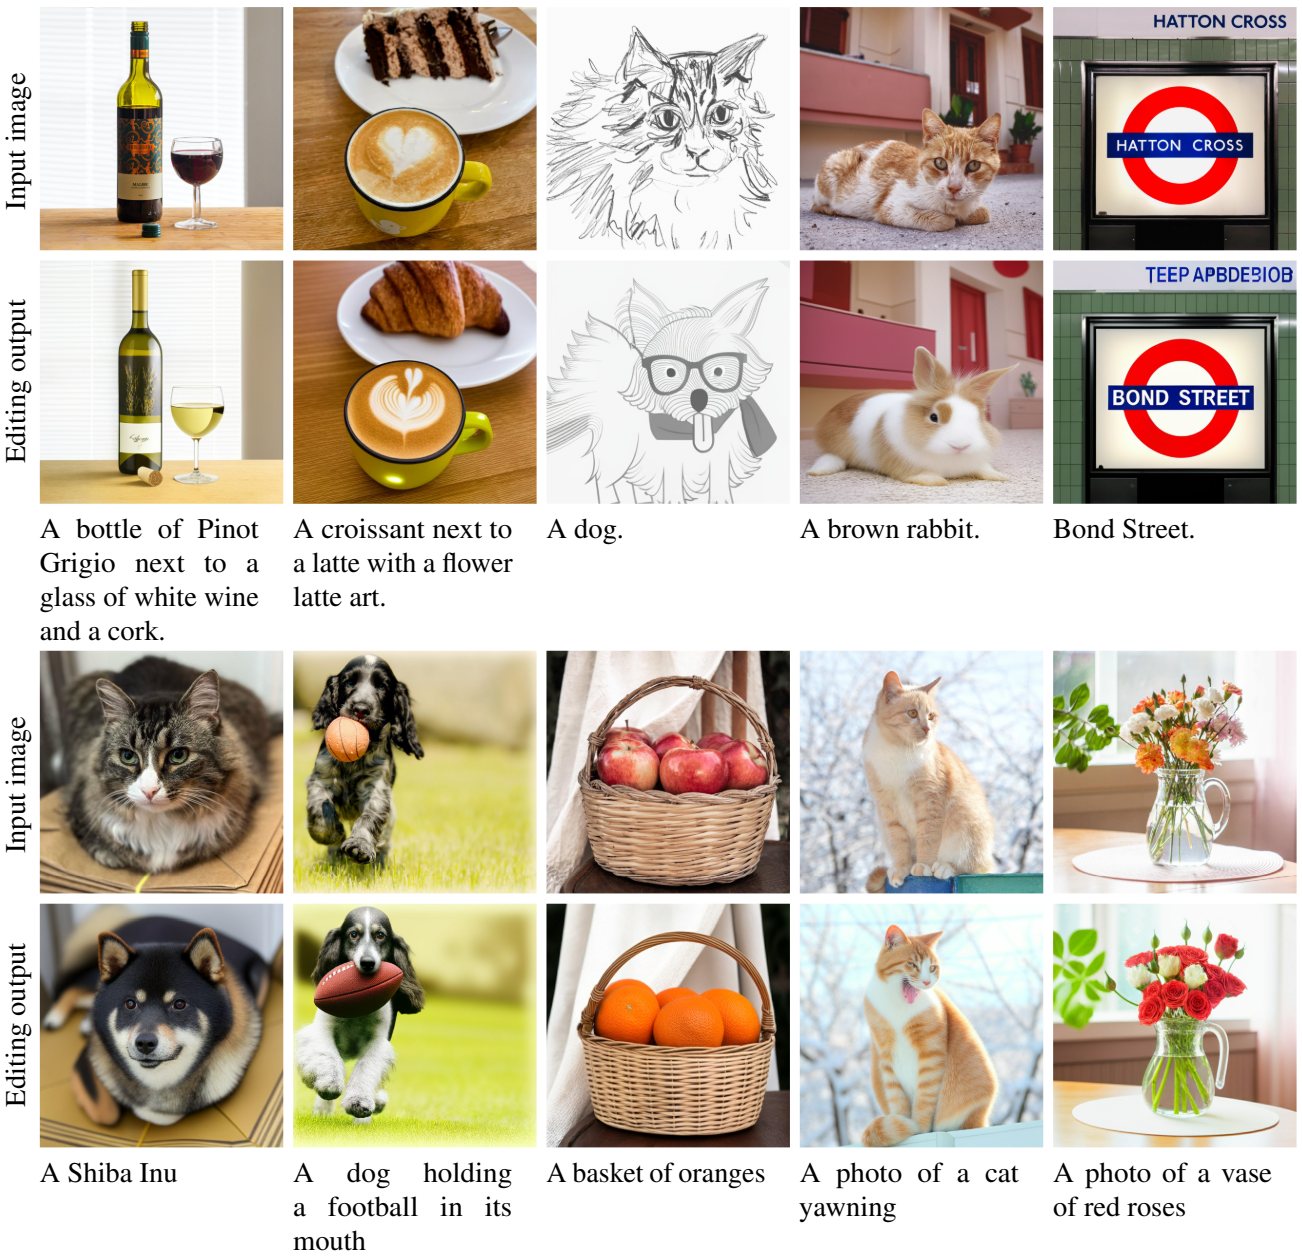 Input image
HATTON CROSS
HATTON CROSS
Editing output
TEEP APBDEBIOB
BOND STREET
A bottle of Pinot
Grigio next to a
glass of white wine
and a cork.
A croissant next to
a latte with a flower
latte art.
A dog.
A brown rabbit.
Bond Street.
Input image
Editing output
A Shiba Inu
A dog holding
a football in its
mouth
A basket of oranges
A photo of a cat
yawning
A photo of a vase
of red roses